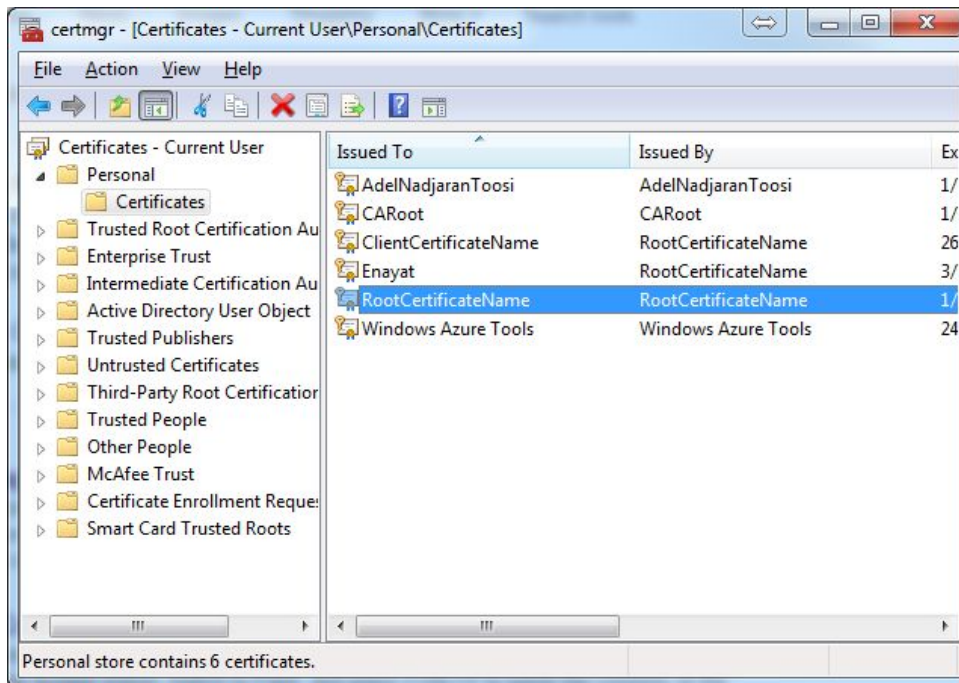 certmgr - [Certificates - Current User\Personal\Certificates]
File Action View Help
Certificates - Current User
Personal
Certificates
Trusted Root Certification Au
Enterprise Trust
Intermediate Certification Au
Active Directory User Object
Trusted Publishers
Untrusted Certificates
Third-Party Root Certification
Trusted People
Other People
McAfee Trust
Certificate Enrollment Reques
Smart Card Trusted Roots
Issued To Issued By Ex
AdelNadjaranToosi AdelNadjaranToosi 1/
CARoot CARoot 1/
ClientCertificateName RootCertificateName 26
Enayat RootCertificateName 3/
RootCertificateName RootCertificateName 1/
Windows Azure Tools Windows Azure Tools 24
Personal store contains 6 certificates.